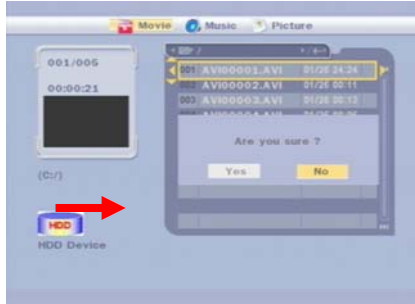 Movie Music Picture
001/005
00:00:21
(C:/)
HDD
HDD Device
/
001 AVI00001.AVI 01/26 24:24
002 AVI00002.AVI 01/26 00:11
003 AVI00003.AVI 01/26 00:13
Are you sure ?
Yes No